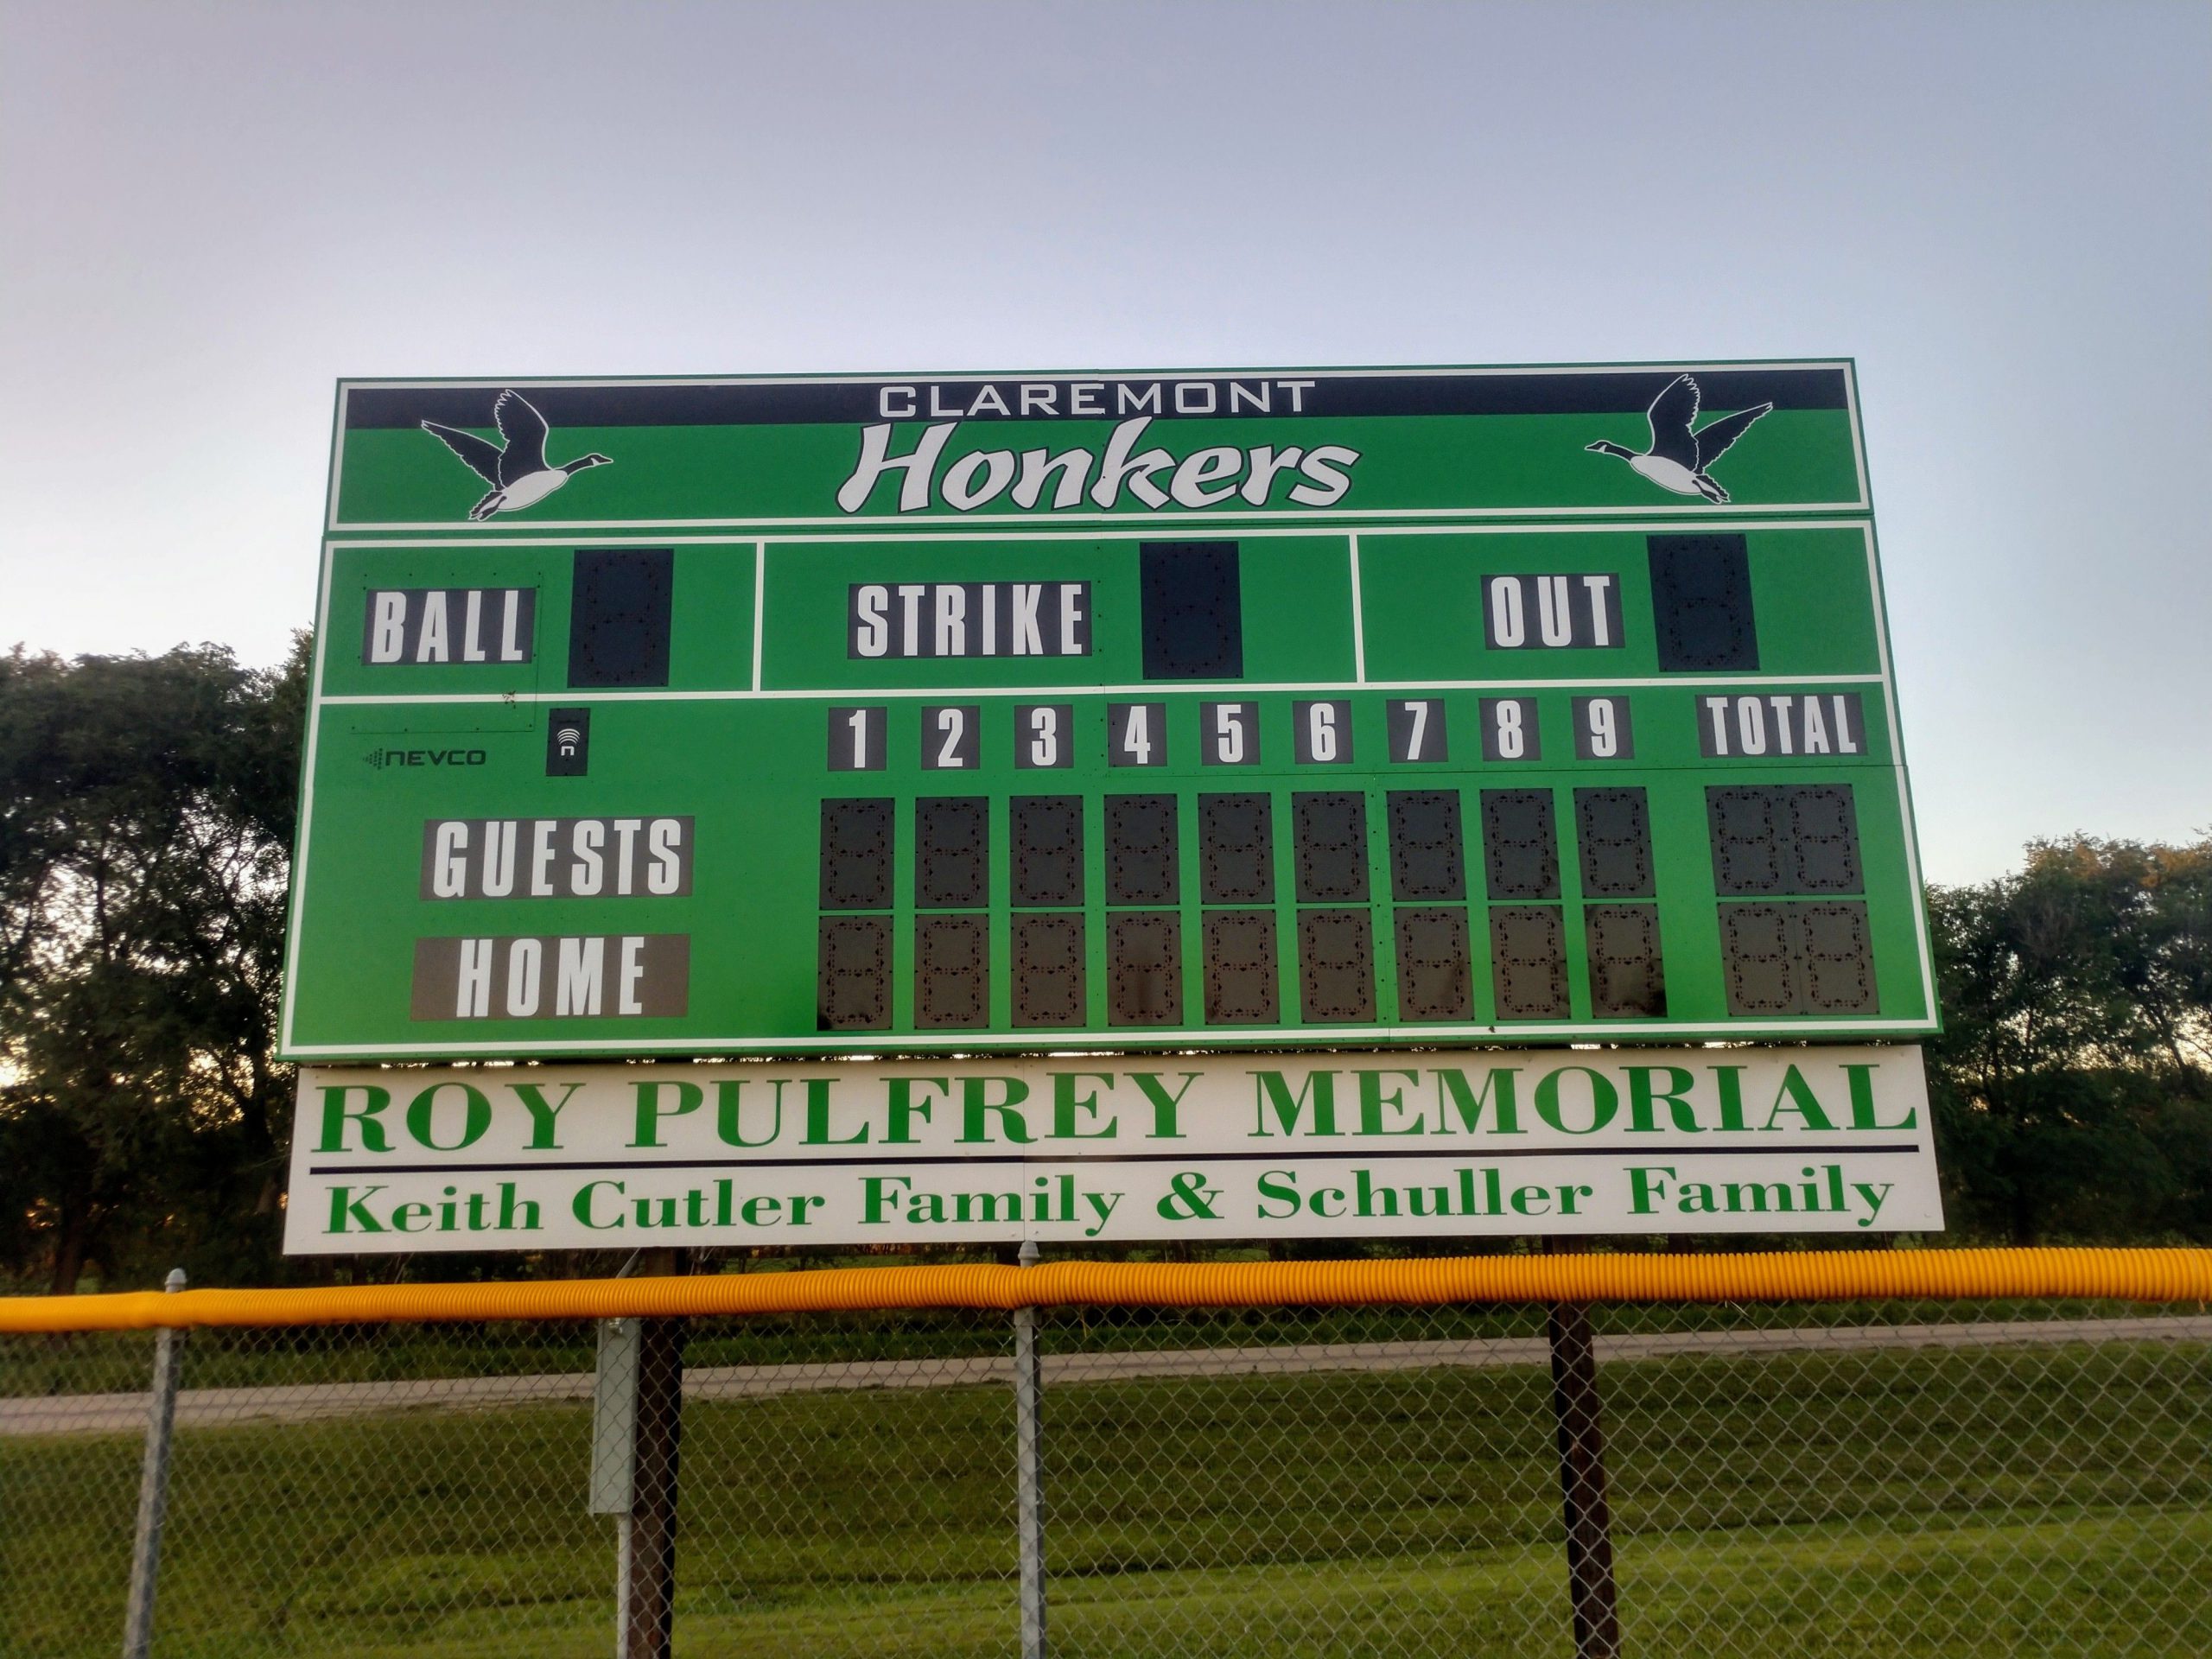 CLAREMONT
Honkers
BALL STRIKE OUT
NEVCO n 1 2 3 4 5 6 7 8 9 TOTAL
GUESTS
HOME
ROY PULFREY MEMORIAL
Keith Cutler Family & Schuller Family